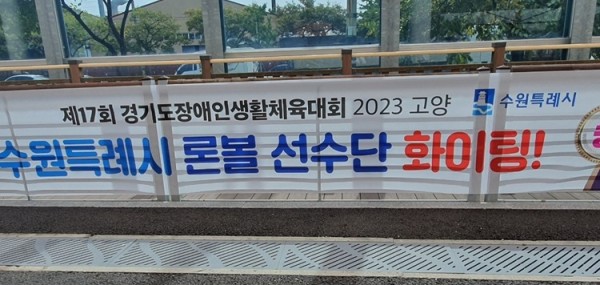 제17회 경기도장애인생활체육대회 2023 고양
수원특례시
수원특례시 론볼 선수단 화이팅!